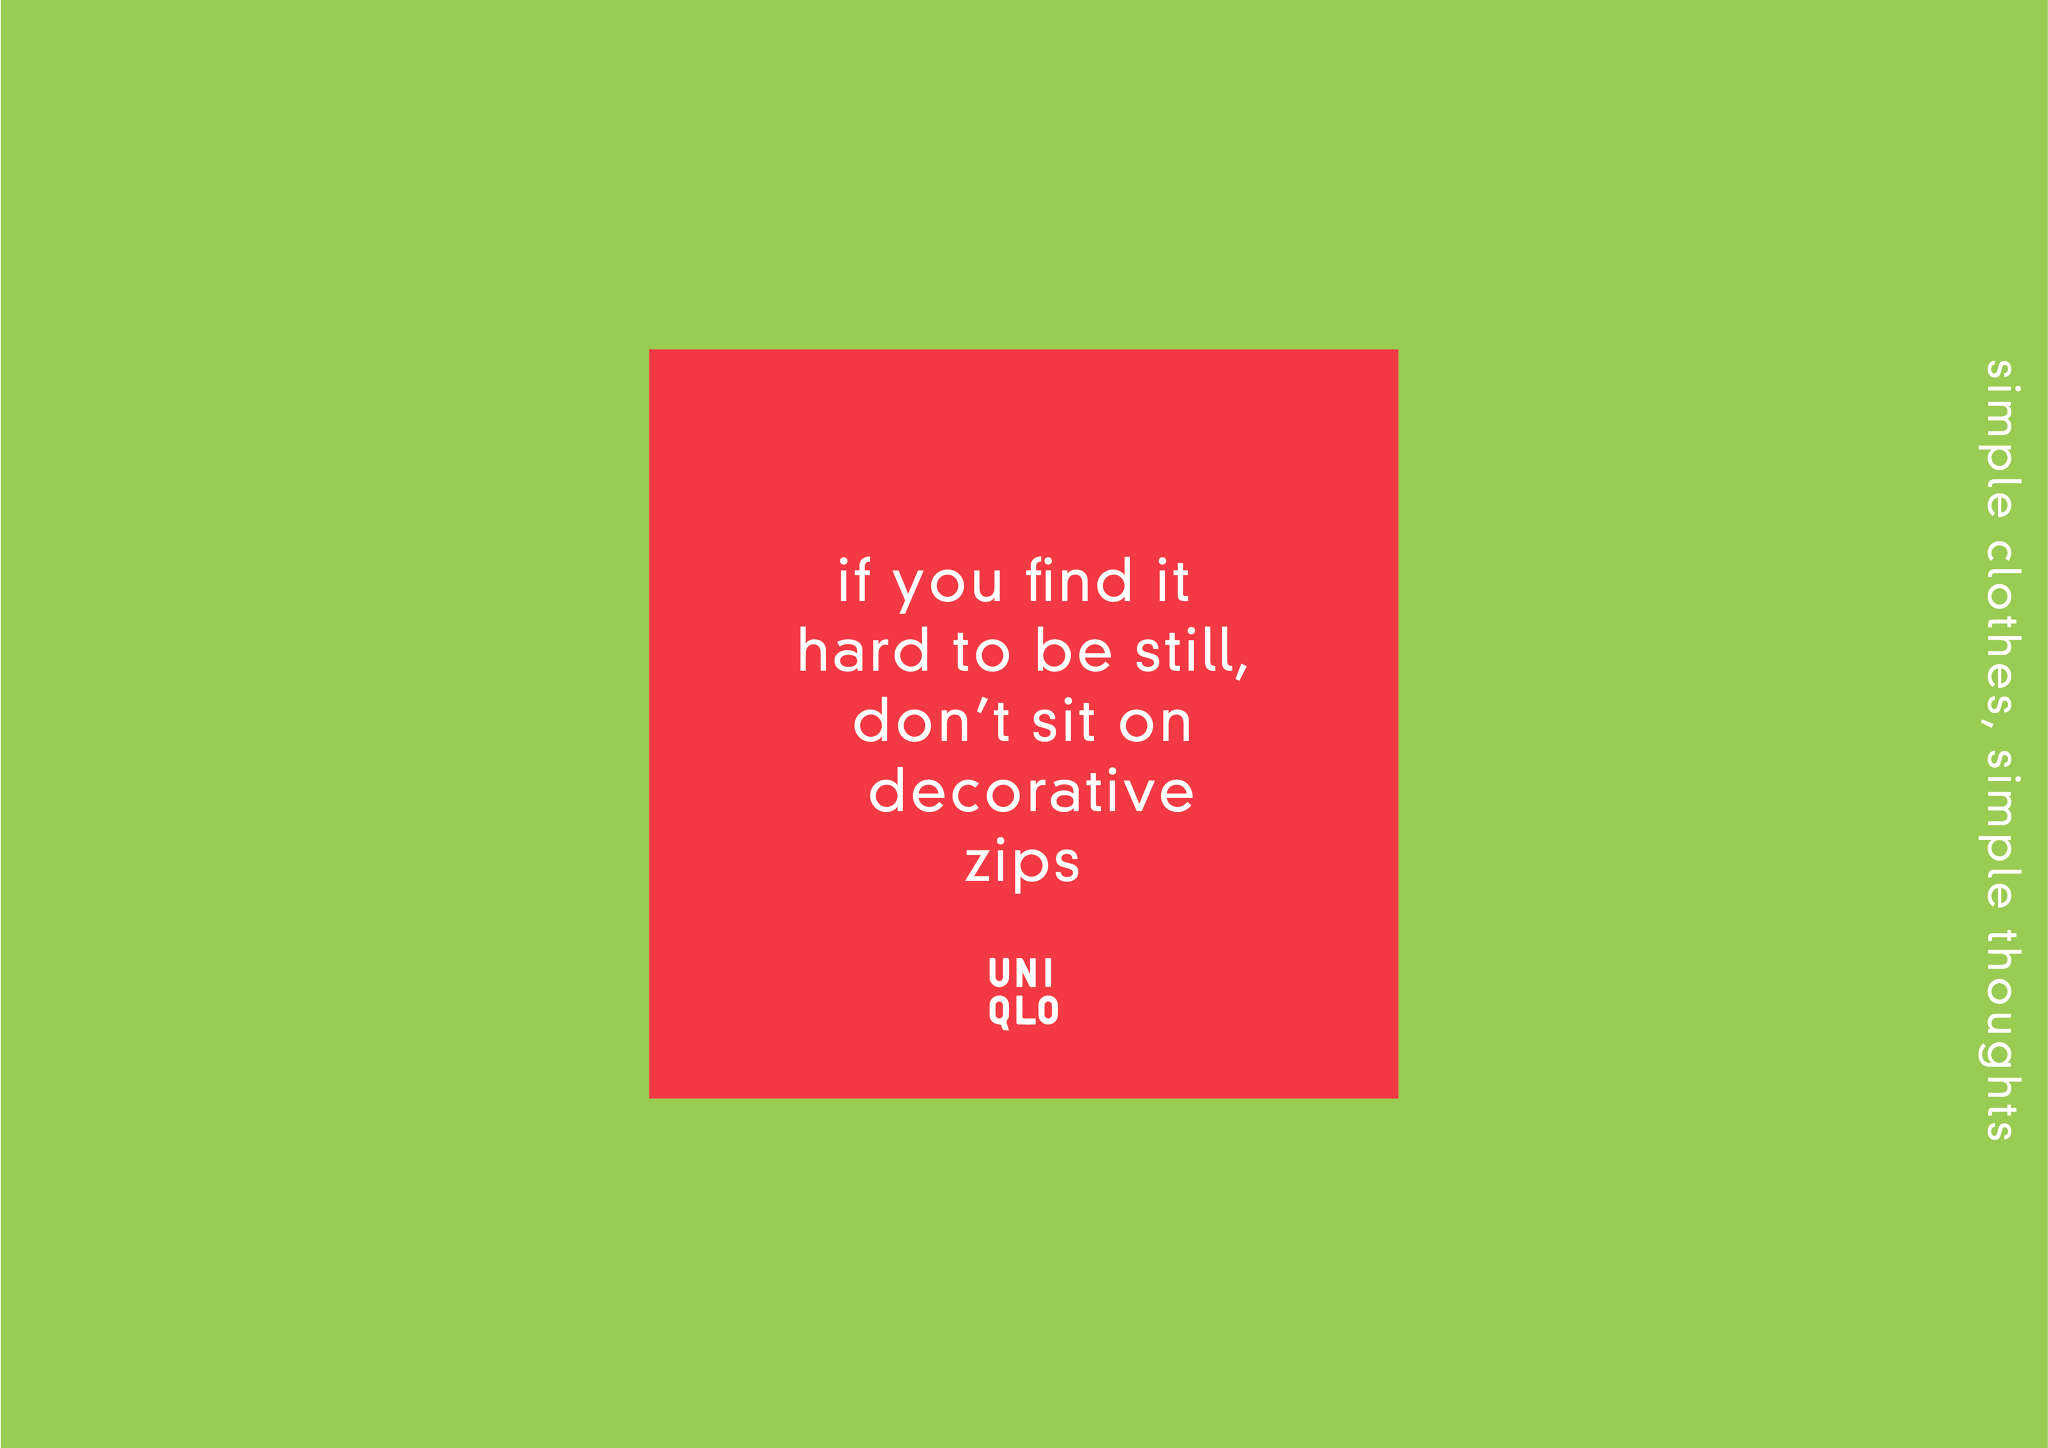 if you find it
hard to be still,
don’t sit on
decorative
zips
UNI
QLO
simple clothes, simple thoughts